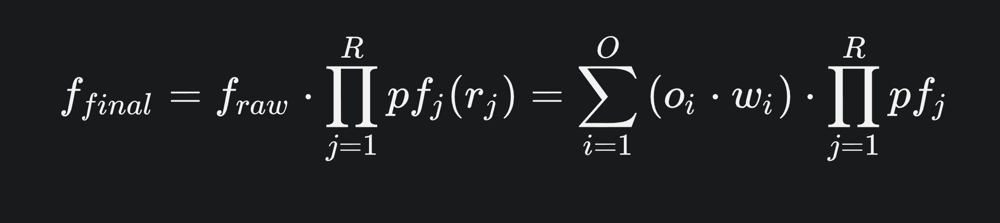 f_{final} = f_{raw} · ∏_{j=1}^{R} pf_j(r_j) = ∑_{i=1}^{O} (o_i · w_i) · ∏_{j=1}^{R} pf_j